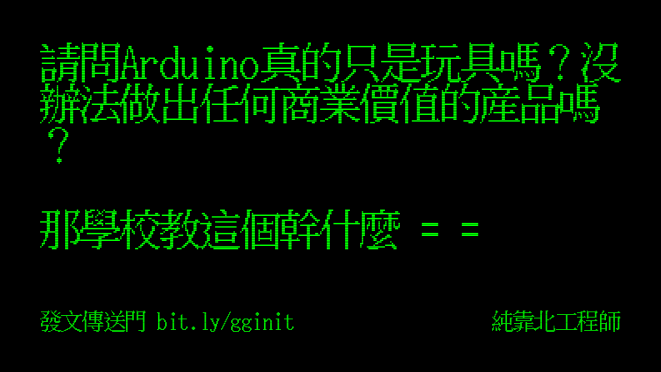 請問Arduino真的只是玩具嗎？沒
辦法做出任何商業價值的產品嗎
？
那學校教這個幹什麼 = =
發文傳送門 bit.ly/gginit
純靠北工程師